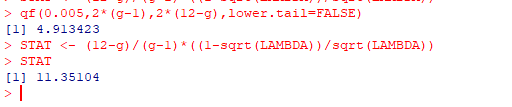 > qf(0.005,2*(g-1),2*(12-g),lower.tail=FALSE)
[1] 4.913423
> STAT <- (12-g)/(g-1)*((1-sqrt(LAMBDA))/sqrt(LAMBDA))
> STAT
[1] 11.35104
>